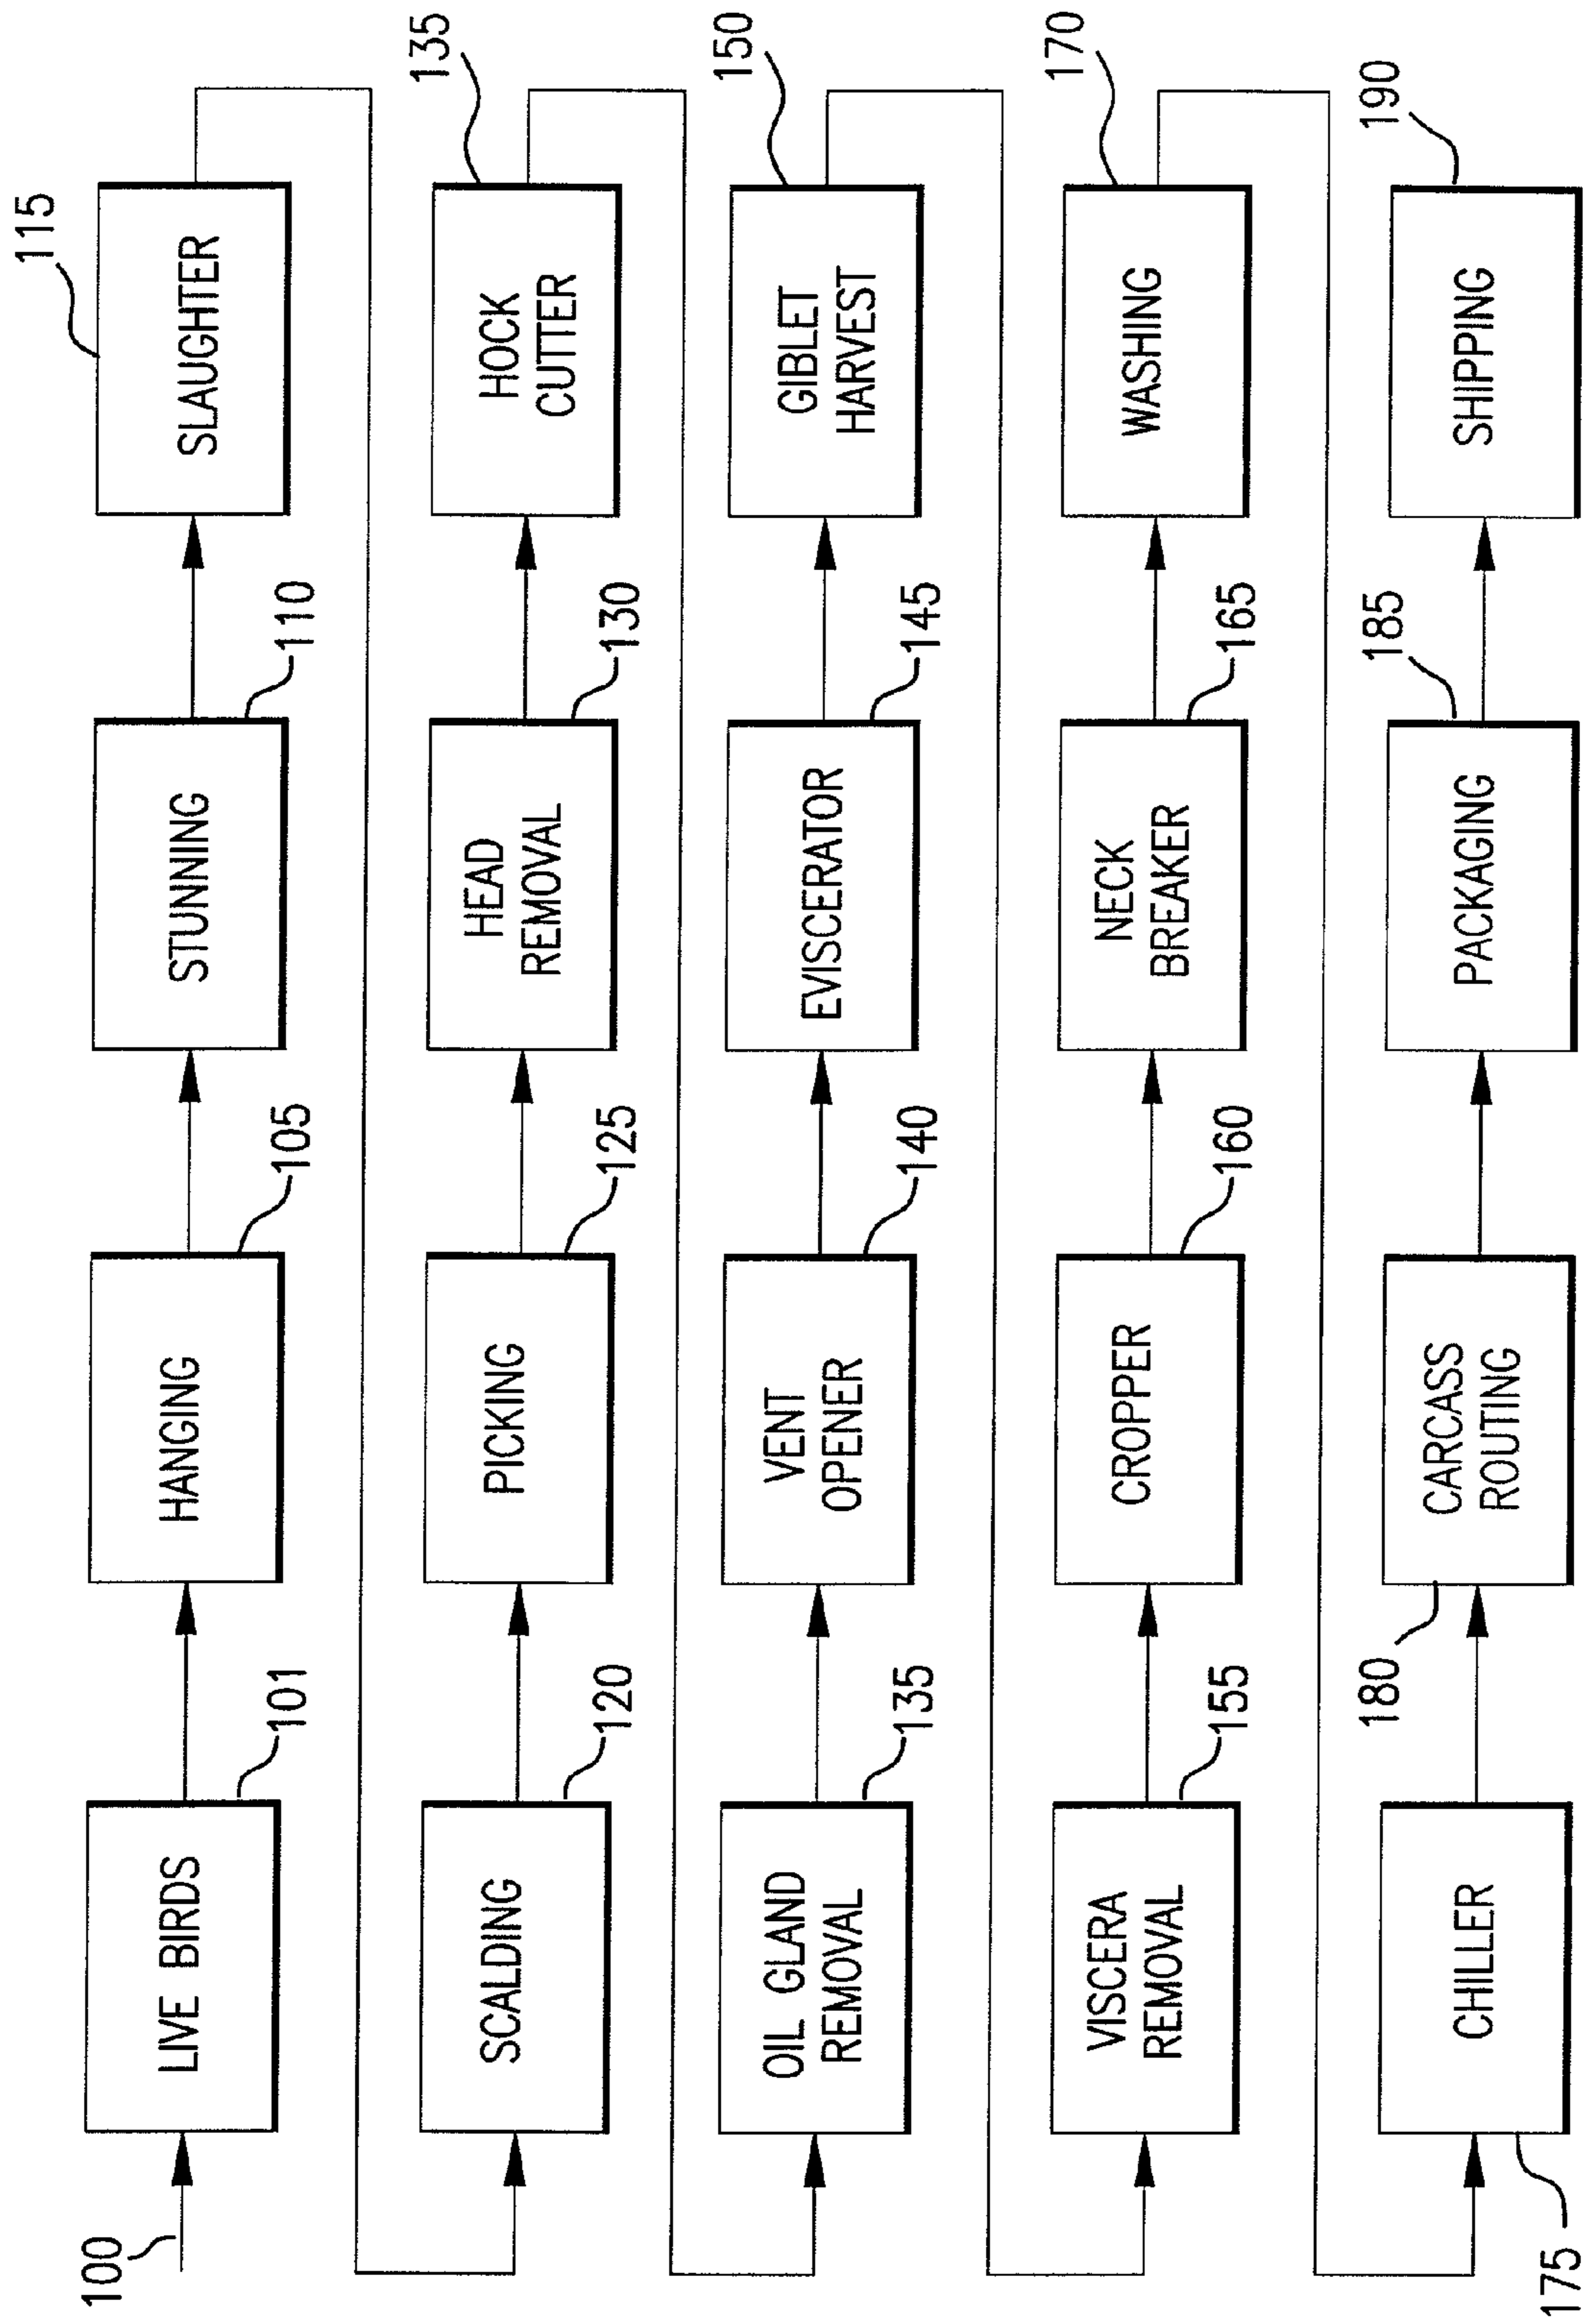 100
LIVE BIRDS
101
HANGING
105
STUNNING
110
SLAUGHTER
115
SCALDING
120
PICKING
125
HEAD
REMOVAL
130
HOCK
CUTTER
135
OIL GLAND
REMOVAL
135
VENT
OPENER
140
EVISCERATOR
145
GIBLET
HARVEST
150
VISCERA
REMOVAL
155
CROPPER
160
NECK
BREAKER
165
WASHING
170
CHILLER
175
CARCASS
ROUTING
180
PACKAGING
185
SHIPPING
190